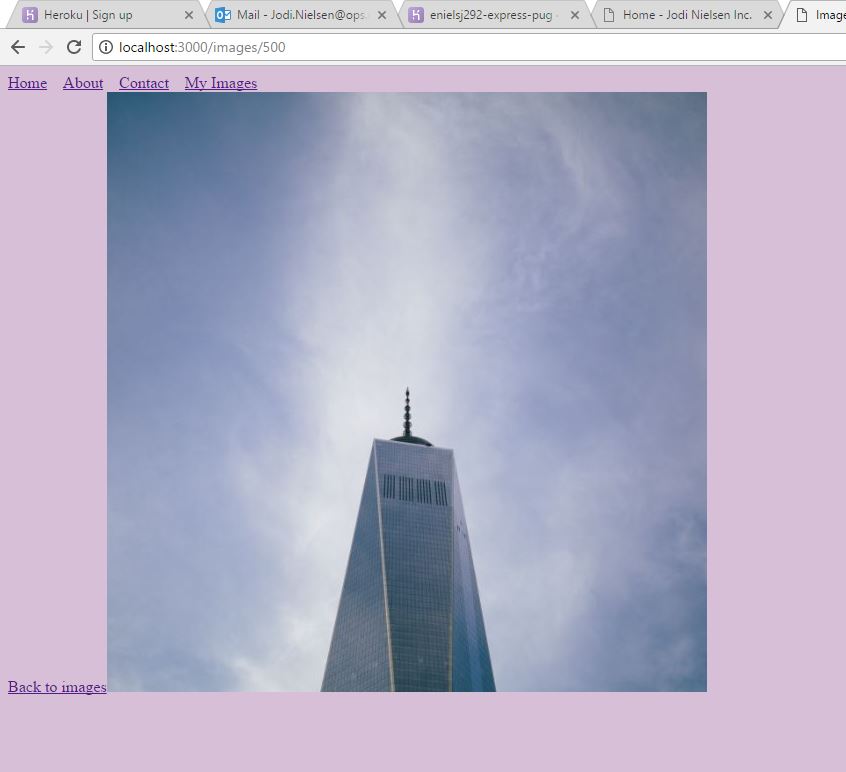 Heroku | Sign up
Mail - Jodi.Nielsen@ops.
enielsj292-express-pug -
Home - Jodi Nielsen Inc.
Image
localhost:3000/images/500
Home About Contact My Images
Back to images